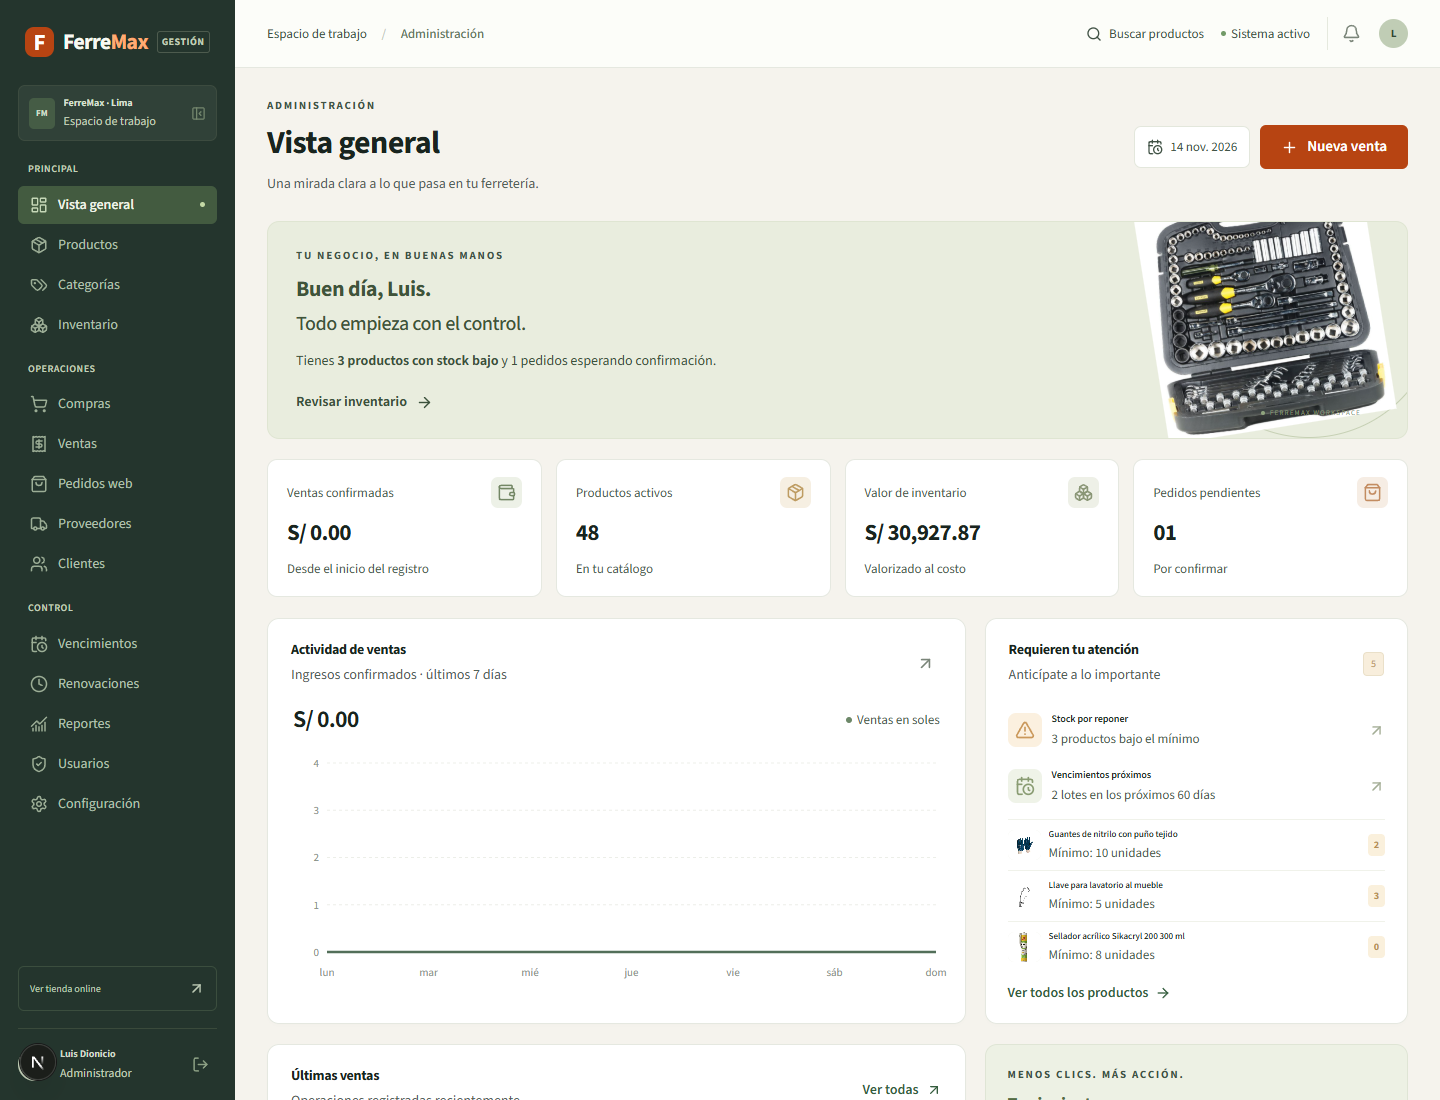 F FerreMax GESTIÓN
FM FerreMax · Lima
Espacio de trabajo
PRINCIPAL
Vista general
Productos
Categorías
Inventario
OPERACIONES
Compras
Ventas
Pedidos web
Proveedores
Clientes
CONTROL
Vencimientos
Renovaciones
Reportes
Usuarios
Configuración
Ver tienda online
N Luis Dionicio
Administrador
Espacio de trabajo / Administración
Buscar productos
Sistema activo
L
ADMINISTRACIÓN
Vista general
Una mirada clara a lo que pasa en tu ferretería.
14 nov. 2026
Nueva venta
TU NEGOCIO, EN BUENAS MANOS
Buen día, Luis.
Todo empieza con el control.
Tienes 3 productos con stock bajo y 1 pedidos esperando confirmación.
Revisar inventario
FERREMAX WORKSPACE
Ventas confirmadas
S/ 0.00
Desde el inicio del registro
Productos activos
48
En tu catálogo
Valor de inventario
S/ 30,927.87
Valorizado al costo
Pedidos pendientes
01
Por confirmar
Actividad de ventas
Ingresos confirmados · últimos 7 días
S/ 0.00
Ventas en soles
4
3
2
1
0
lun mar mié jue vie sáb dom
Requieren tu atención
Anticípate a lo importante
5
Stock por reponer
3 productos bajo el mínimo
Vencimientos próximos
2 lotes en los próximos 60 días
Guantes de nitrilo con puño tejido
Mínimo: 10 unidades
2
Llave para lavatorio al mueble
Mínimo: 5 unidades
3
Sellador acrílico Sikacryl 200 300 ml
Mínimo: 8 unidades
0
Ver todos los productos
Últimas ventas
Operaciones registradas recientemente
Ver todas
MENOS CLICS. MÁS ACCIÓN.